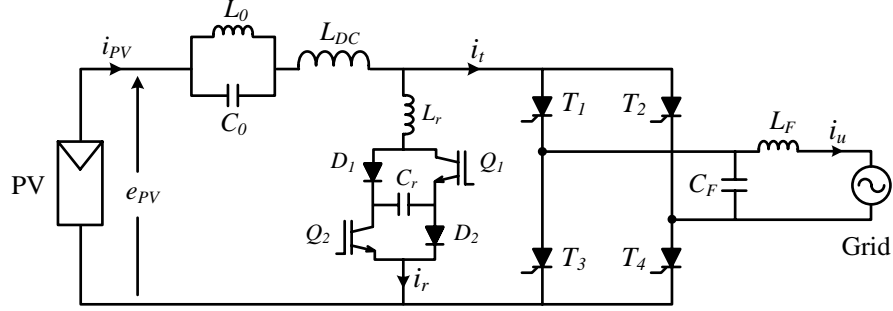 L0
LDC
iPV
it
C0
Lr
T1
T2
LF
iu
D1
Q1
Cr
CF
PV
ePV
Q2
D2
T3
T4
Grid
ir